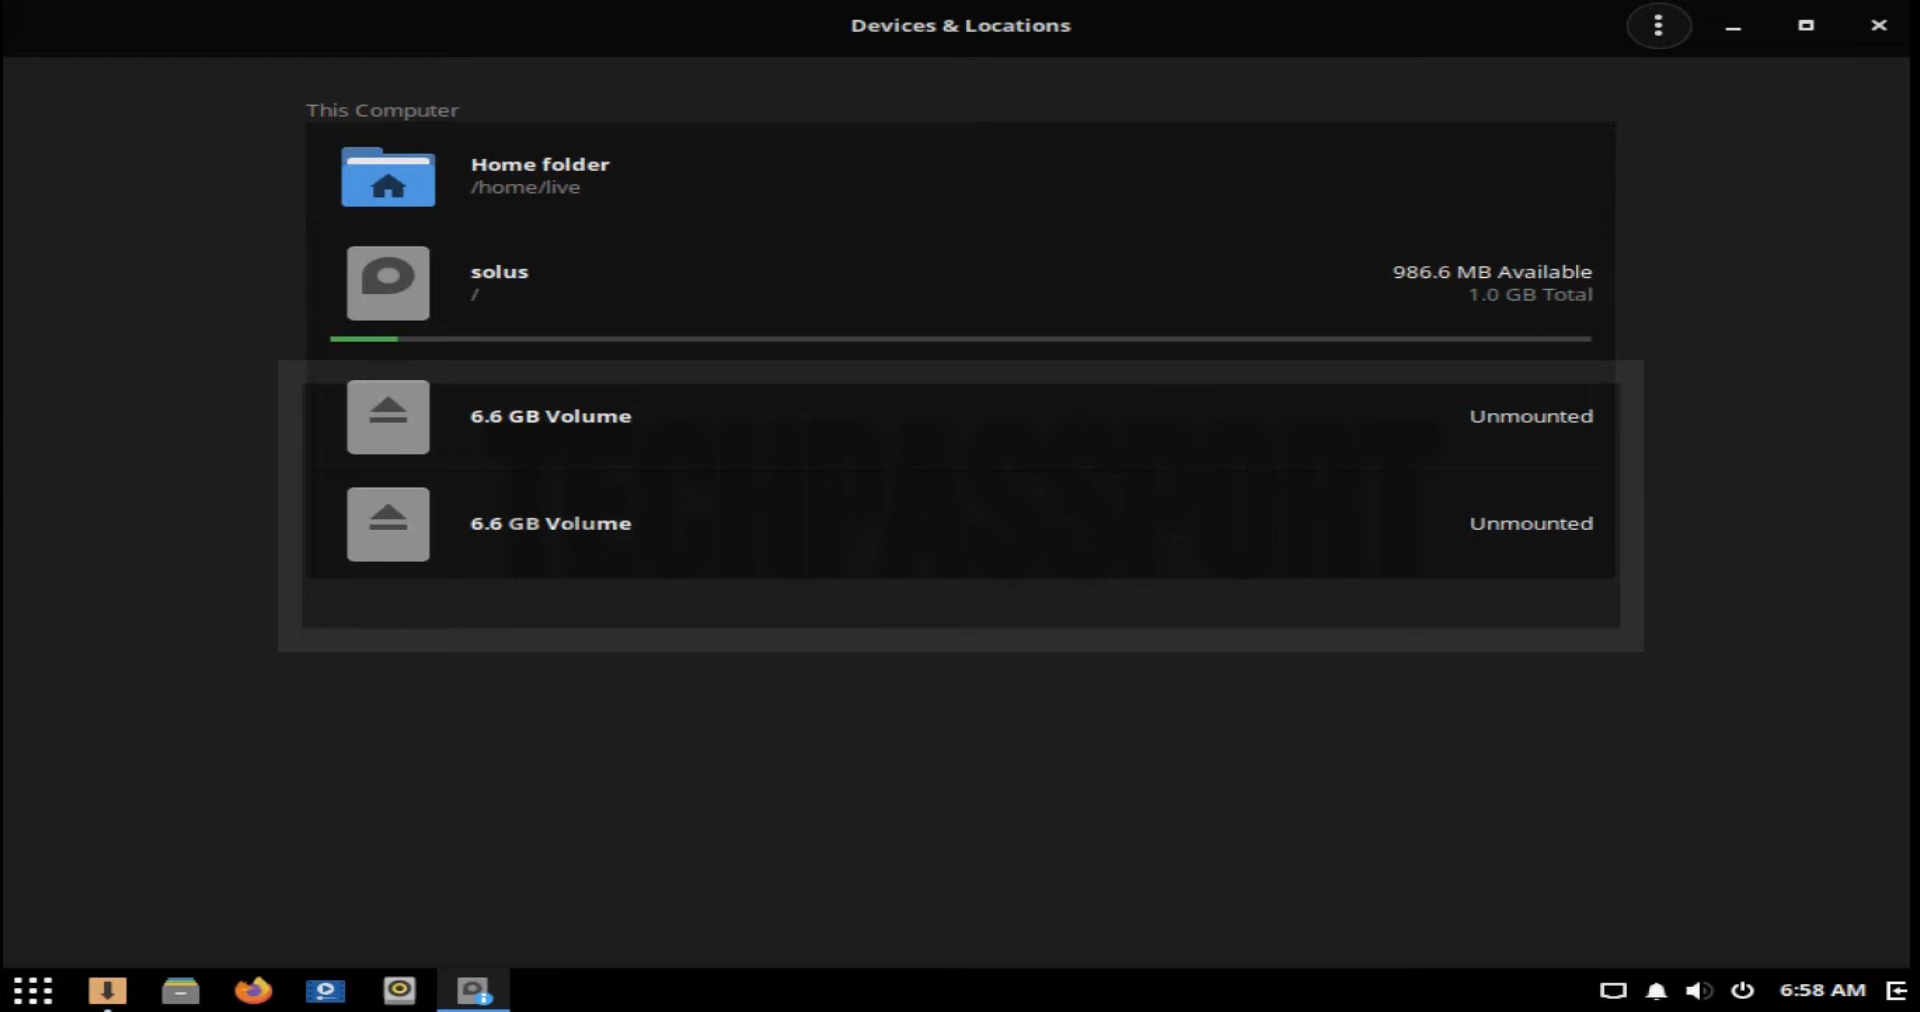 Devices & Locations
This Computer
Home folder
/home/live
solus
/
986.6 MB Available
1.0 GB Total
6.6 GB Volume
Unmounted
TECHPASSPORT
6.6 GB Volume
Unmounted
6:58 AM